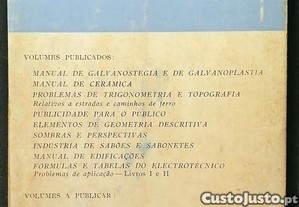 VOLUMES PUBLICADOS:
MANUAL DE GALVANOSTEGIA E DE GALVANOPLASTIA
MANUAL DE CERAMICA
PROBLEMAS DE TRIGONOMETRIA E TOPOGRAFIA
Relativos a estradas e caminhos de ferro
PUBLICIDADE PARA O PÚBLICO
ELEMENTOS DE GEOMETRIA DESCRITIVA
SOMBRAS E PERSPECTIVAS
INDUSTRIA DE SABÕES E SABONETES
MANUAL DE EDIFICAÇÕES
FORMULAS E TABELAS DO ELECTROTÉCNICO
Problemas de aplicação — Livros I e II
VOLUMES A PUBLICAR:
CustoJusto.pt